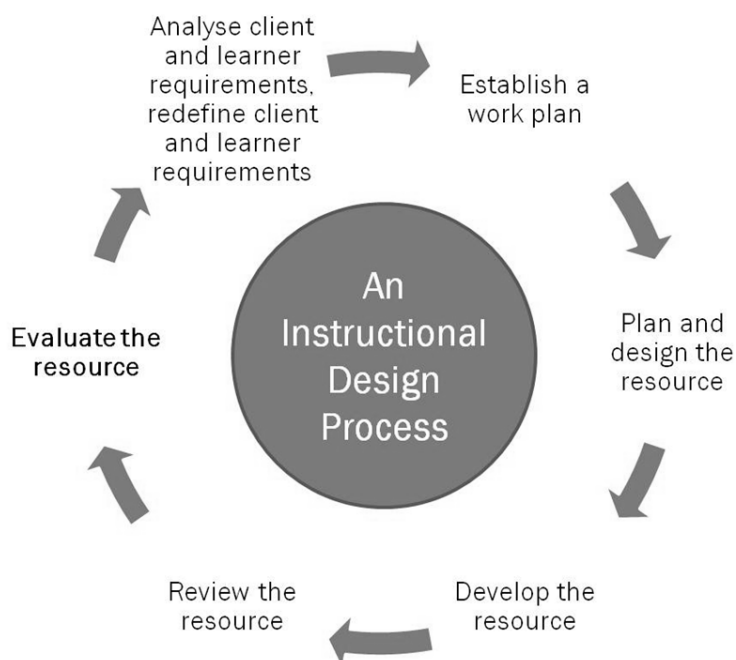 Analyse client
and learner
requirements,
redefine client
and learner
requirements
Establish a
work plan
Plan and
design the
resource
Develop the
resource
Review the
resource
Evaluate the
resource
An
Instructional
Design
Process